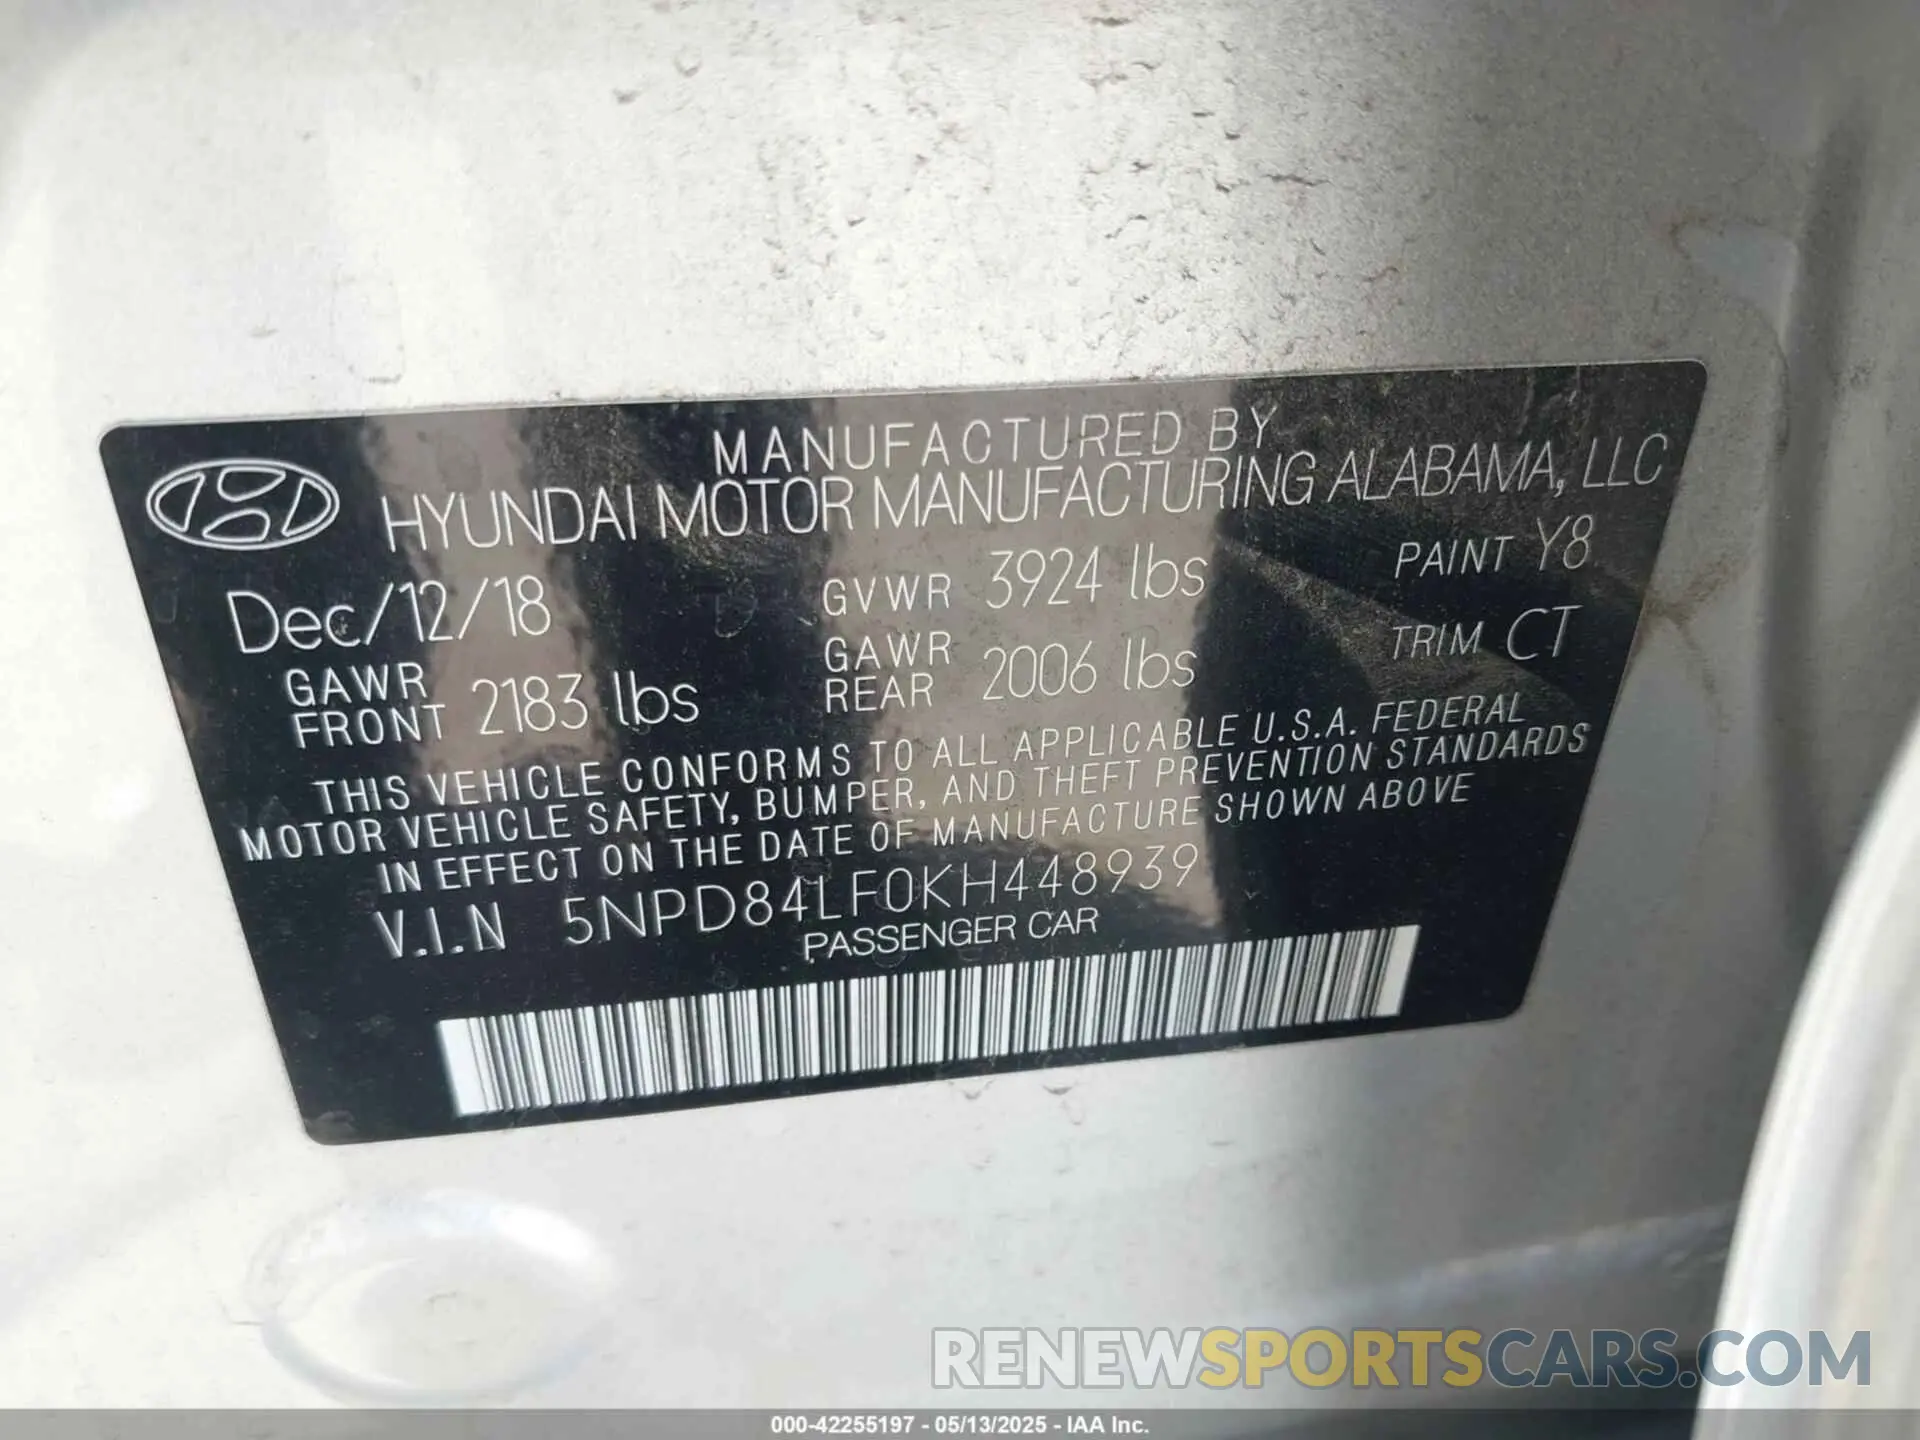 MANUFACTURED BY
HYUNDAI MOTOR MANUFACTURING ALABAMA, LLC
Dec/12/18 GVWR 3924 lbs PAINT Y8
GAWR FRONT 2183 lbs GAWR REAR 2006 lbs TRIM CT
THIS VEHICLE CONFORMS TO ALL APPLICABLE U.S.A. FEDERAL
MOTOR VEHICLE SAFETY, BUMPER, AND THEFT PREVENTION STANDARDS
IN EFFECT ON THE DATE OF MANUFACTURE SHOWN ABOVE
V.I.N 5NPD84LF0KH448939
PASSENGER CAR
RENEWSPORTSCARS.COM
000-42255197 - 05/13/2025 - IAA Inc.